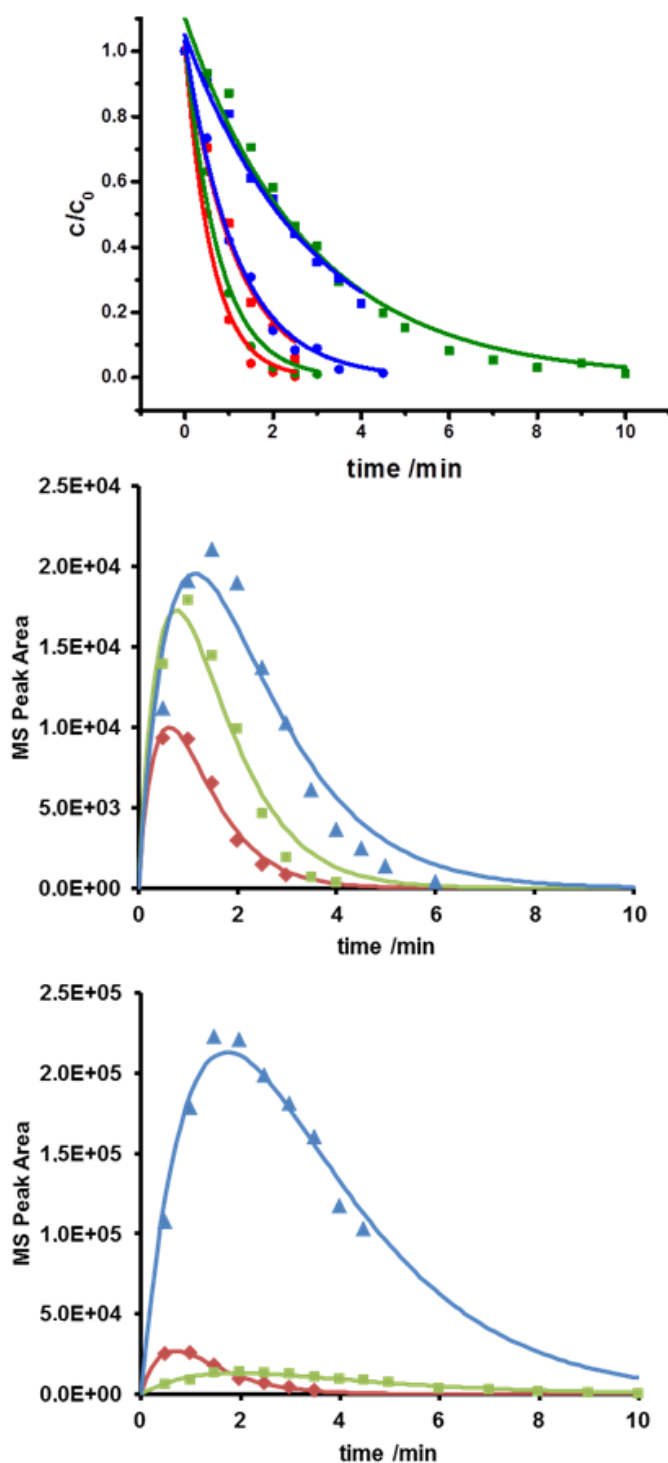 C/C0
1.0
0.8
0.6
0.4
0.2
0.0
0 2 4 6 8 10
time /min
MS Peak Area
2.5E+04
2.0E+04
1.5E+04
1.0E+04
5.0E+03
0.0E+00
0 2 4 6 8 10
time /min
MS Peak Area
2.5E+05
2.0E+05
1.5E+05
1.0E+05
5.0E+04
0.0E+00
0 2 4 6 8 10
time /min